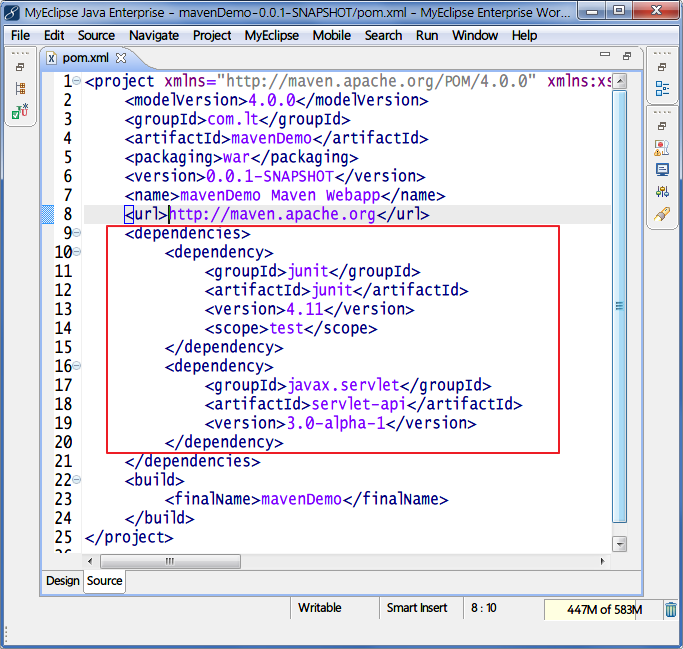 MyEclipse Java Enterprise - mavenDemo-0.0.1-SNAPSHOT/pom.xml - MyEclipse Enterprise Wor...
File Edit Source Navigate Project MyEclipse Mobile Search Run Window Help
pom.xml
1 <project xmlns="http://maven.apache.org/POM/4.0.0" xmlns:xs
2 <modelVersion>4.0.0</modelVersion>
3 <groupId>com.lt</groupId>
4 <artifactId>mavenDemo</artifactId>
5 <packaging>war</packaging>
6 <version>0.0.1-SNAPSHOT</version>
7 <name>mavenDemo Maven Webapp</name>
8 <url>http://maven.apache.org</url>
9 <dependencies>
10 <dependency>
11 <groupId>junit</groupId>
12 <artifactId>junit</artifactId>
13 <version>4.11</version>
14 <scope>test</scope>
15 </dependency>
16 <dependency>
17 <groupId>javax.servlet</groupId>
18 <artifactId>servlet-api</artifactId>
19 <version>3.0-alpha-1</version>
20 </dependency>
21 </dependencies>
22 <build>
23 <finalName>mavenDemo</finalName>
24 </build>
25 </project>
Design Source
Writable Smart Insert 8 : 10 447M of 583M